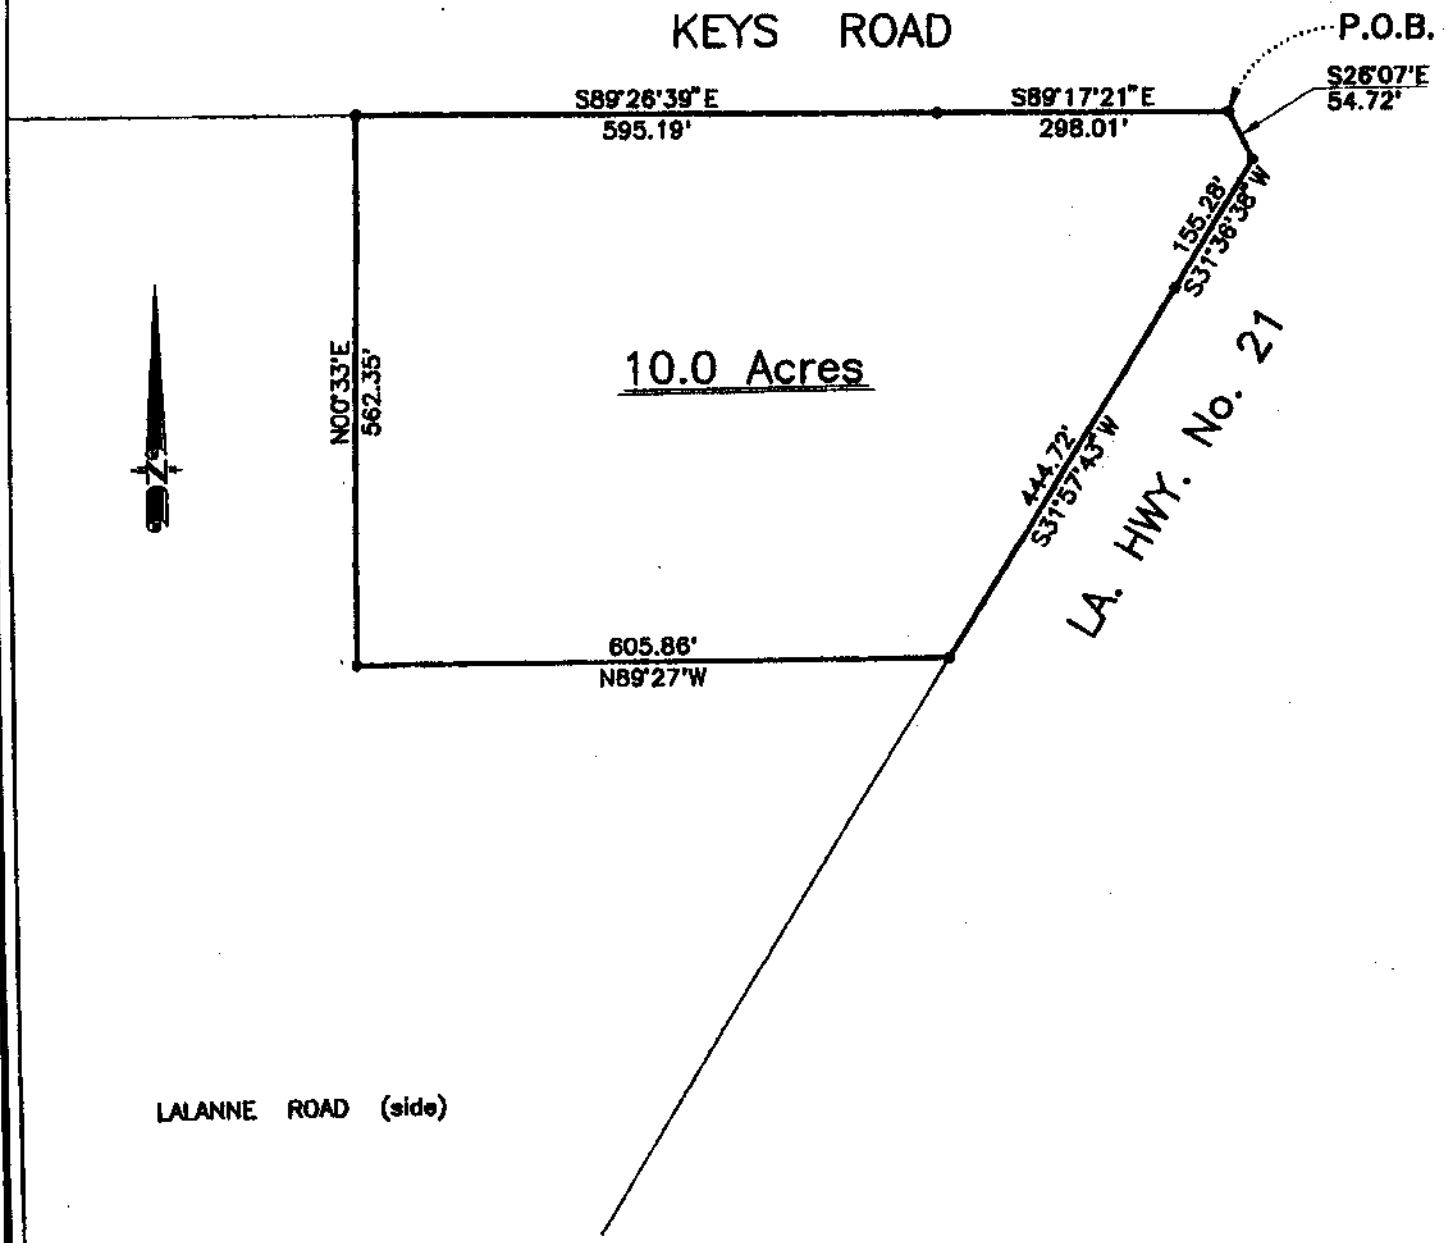 KEYS ROAD
P.O.B.
S26°07'E
54.72'
S89°26'39"E
595.19'
S89°17'21"E
298.01'
155.28'
S31°36'38"W
N00°33'E
562.35'
10.0 Acres
LA. HWY. No. 21
444.72'
S31°57'43"W
N
605.86'
N89°27'W
LALANNE ROAD (side)